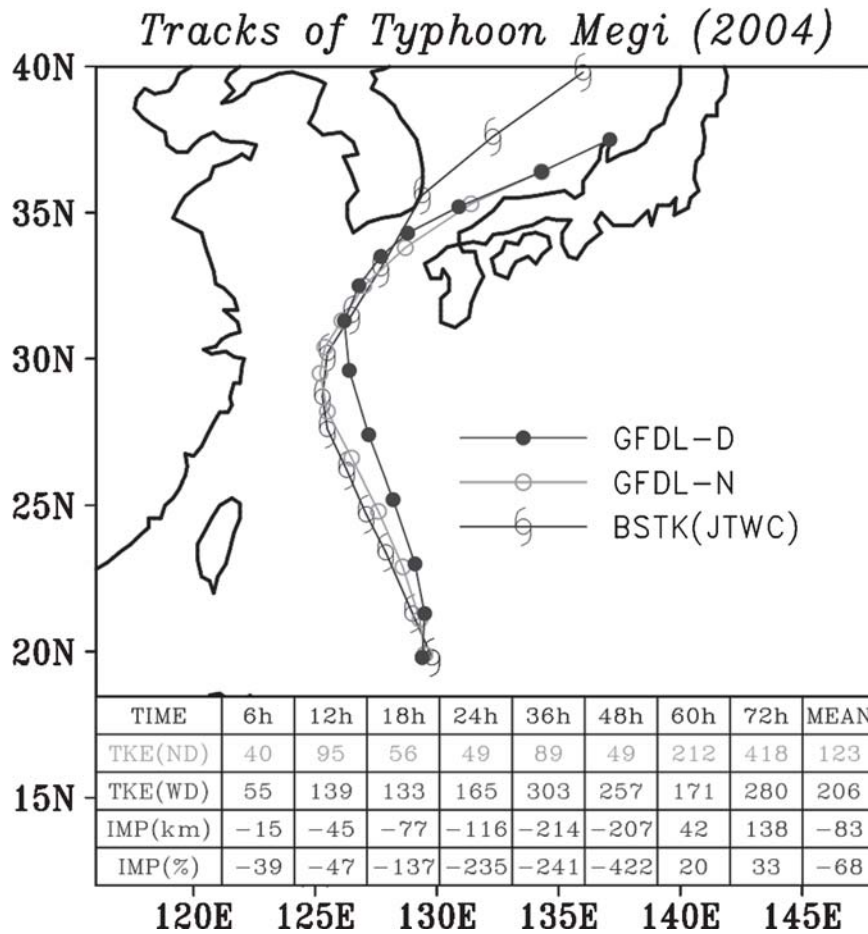 Tracks of Typhoon Megi (2004)
40N
35N
30N
GFDL-D
GFDL-N
25N
BSTK(JTWC)
20N
TIME 6h 12h 18h 24h 36h 48h 60h 72h MEAN
TKE(ND) 40 95 56 49 89 49 212 418 123
15N
TKE(WD) 55 139 133 165 303 257 171 280 206
IMP(km) -15 -45 -77 -116 -214 -207 42 138 -83
IMP(%) -39 -47 -137 -235 -241 -422 20 33 -68
120E 125E 130E 135E 140E 145E